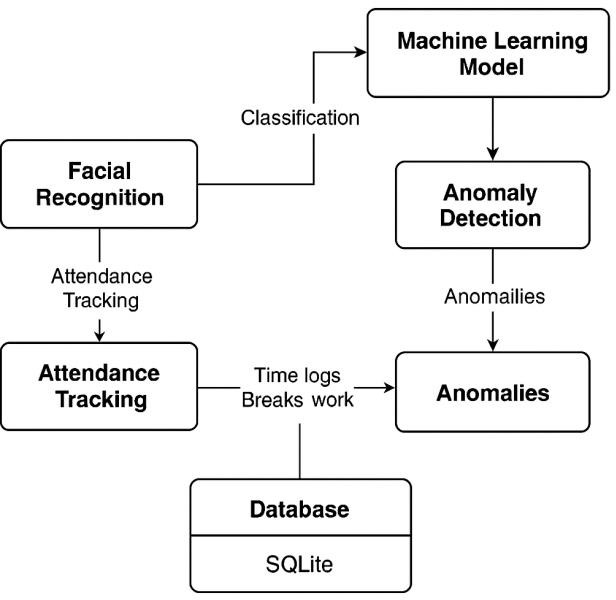 Machine Learning
Model
Classification
Facial
Recognition
Anomaly
Detection
Attendance
Tracking
Anomailies
Attendance
Tracking
Time logs
Breaks work
Anomalies
Database
SQLite